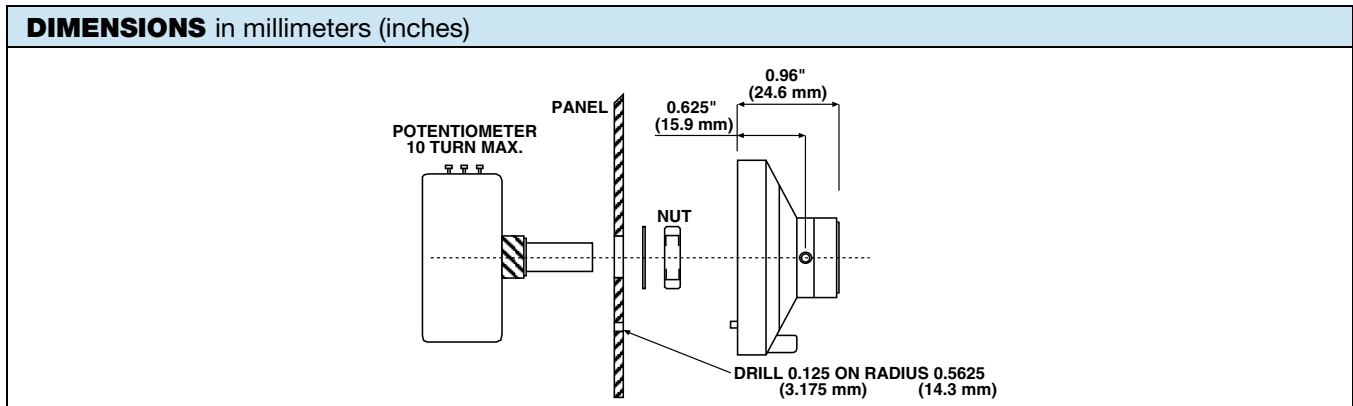 DIMENSIONS in millimeters (inches)
0.96"
(24.6 mm)
PANEL
0.625"
(15.9 mm)
POTENTIOMETER
10 TURN MAX.
NUT
DRILL 0.125 ON RADIUS 0.5625
(3.175 mm) (14.3 mm)